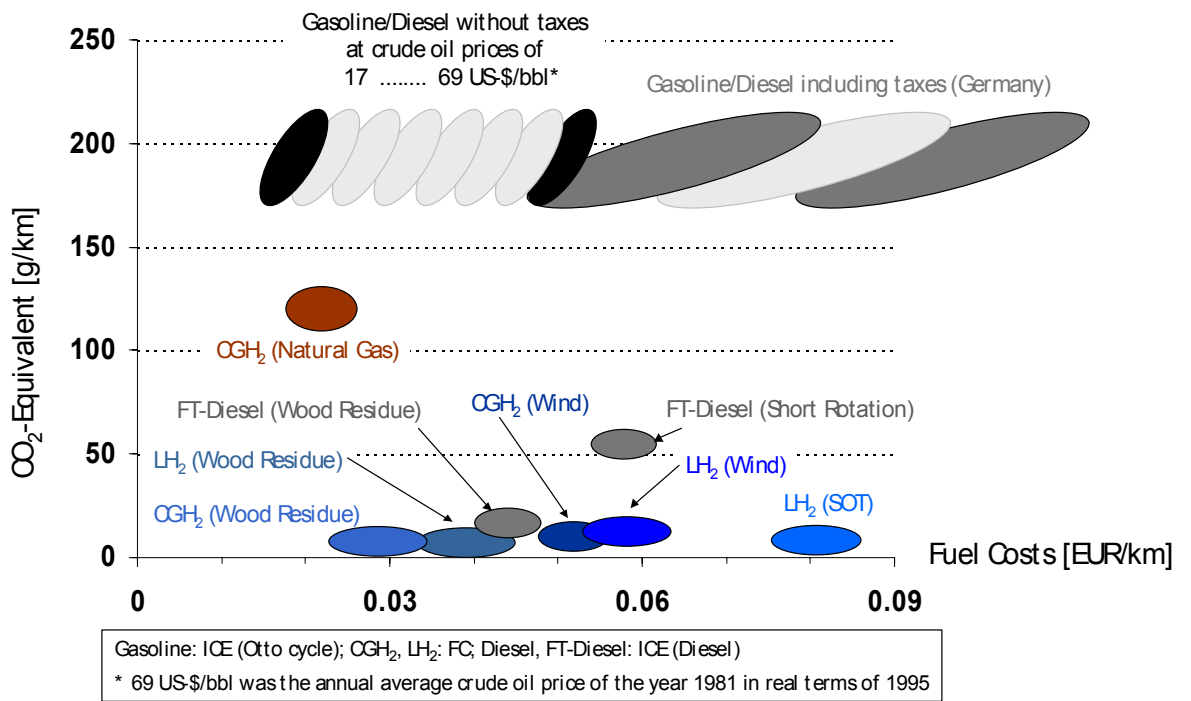 Gasoline/Diesel without taxes
at crude oil prices of
17 ........ 69 US-$/bbl*
Gasoline/Diesel including taxes (Germany)
CO₂-Equivalent [g/km]
250
200
150
100
50
0
CGH₂ (Natural Gas)
FT-Diesel (Wood Residue)
CGH₂ (Wind)
FT-Diesel (Short Rotation)
LH₂ (Wood Residue)
LH₂ (Wind)
CGH₂ (Wood Residue)
LH₂ (SOT)
Fuel Costs [EUR/km]
0
0.03
0.06
0.09
Gasoline: ICE (Otto cycle); CGH₂, LH₂: FC; Diesel, FT-Diesel: ICE (Diesel)
* 69 US-$/bbl was the annual average crude oil price of the year 1981 in real terms of 1995